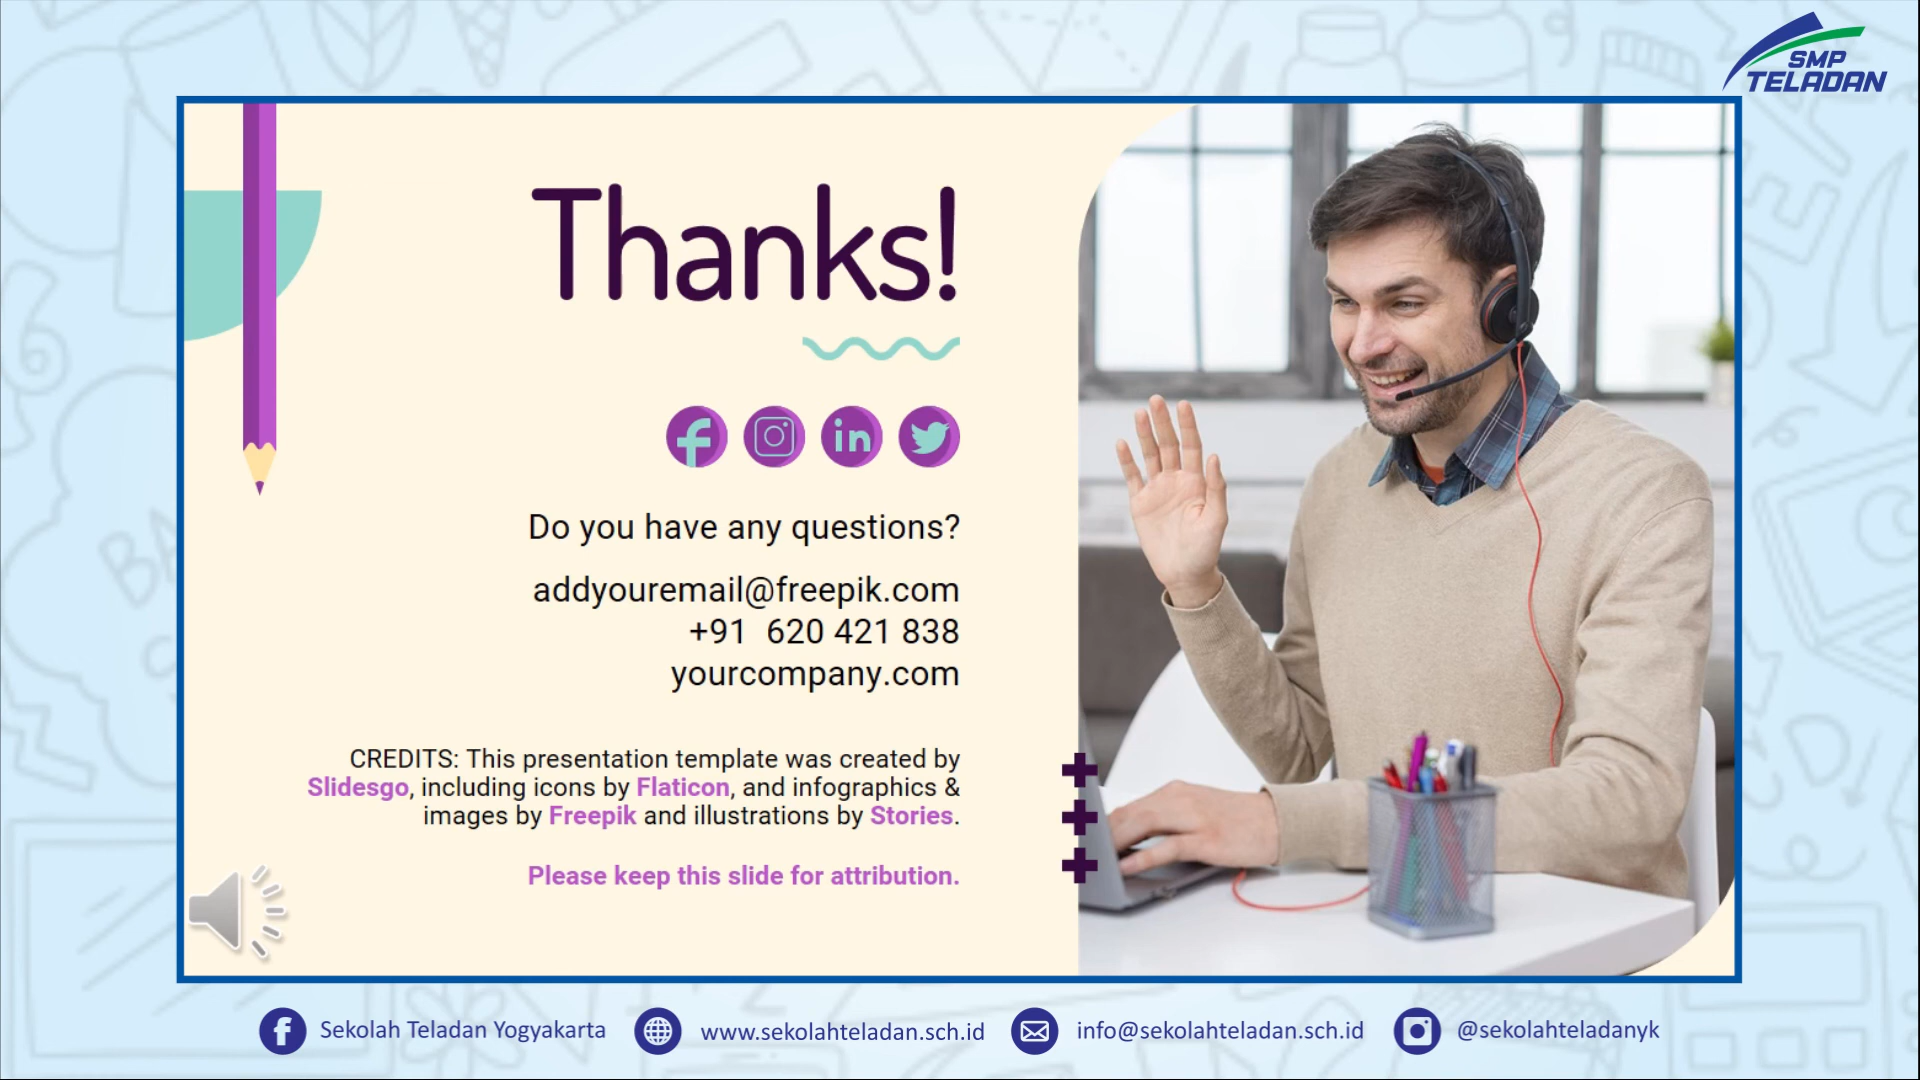 SMP
TELADAN
Thanks!
Do you have any questions?
addyouremail@freepik.com
+91  620 421 838
yourcompany.com
CREDITS: This presentation template was created by
Slidesgo, including icons by Flaticon, and infographics &
images by Freepik and illustrations by Stories.
Please keep this slide for attribution.
Sekolah Teladan Yogyakarta
www.sekolahteladan.sch.id
info@sekolahteladan.sch.id
@sekolahteladanyk